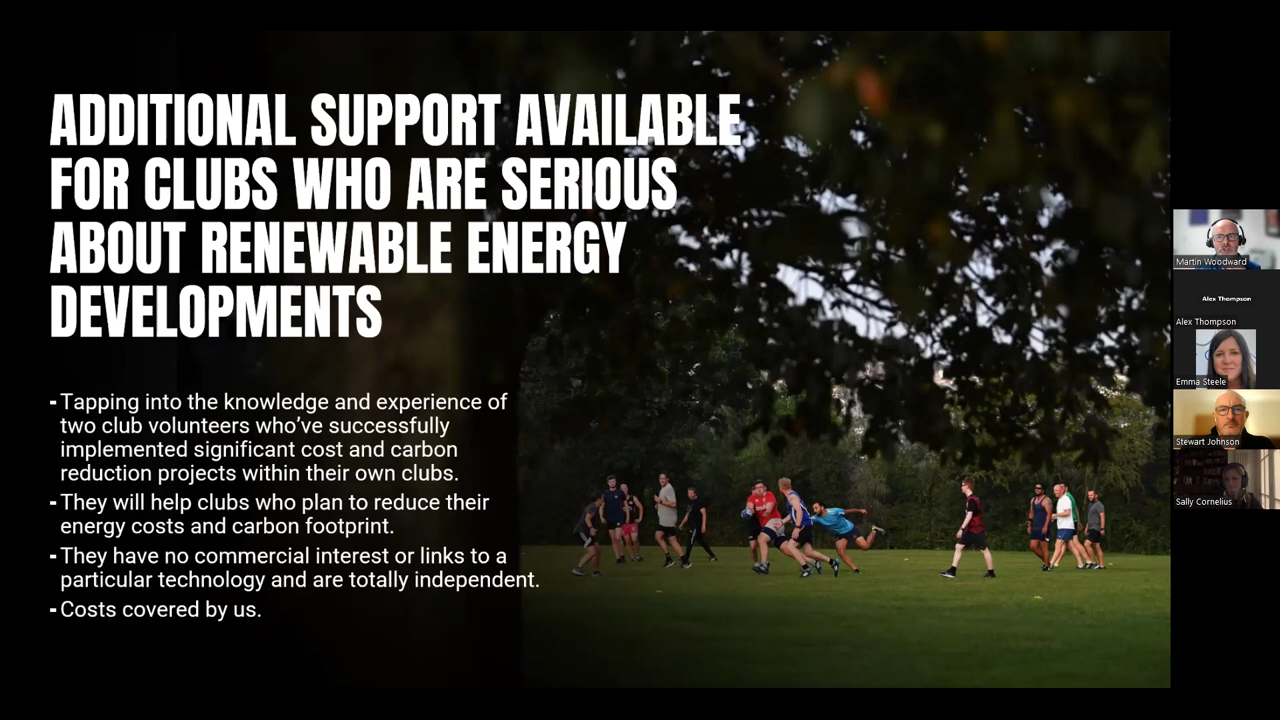 ADDITIONAL SUPPORT AVAILABLE
FOR CLUBS WHO ARE SERIOUS
ABOUT RENEWABLE ENERGY
DEVELOPMENTS
- Tapping into the knowledge and experience of
two club volunteers who’ve successfully
implemented significant cost and carbon
reduction projects within their own clubs.
- They will help clubs who plan to reduce their
energy costs and carbon footprint.
- They have no commercial interest or links to a
particular technology and are totally independent.
- Costs covered by us.
Martin Woodward
Alex Thompson
Alex Thompson
Emma Steele
Stewart Johnson
Sally Cornelius